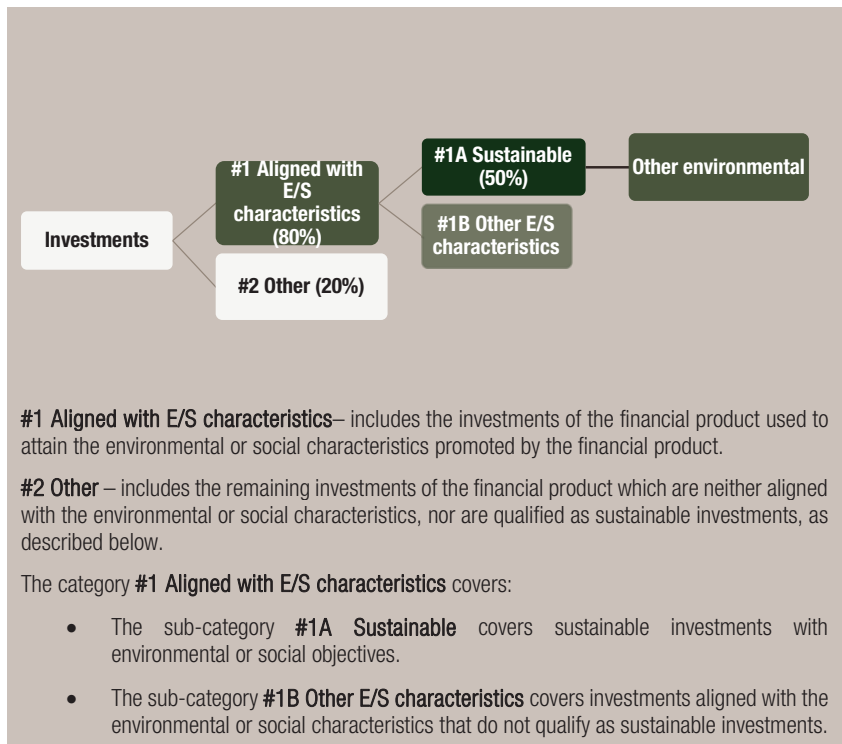 #1 Aligned with
E/S
characteristics
(80%)
#1A Sustainable
(50%)
Other environmental
Investments
#1B Other E/S
characteristics
#2 Other (20%)
#1 Aligned with E/S characteristics– includes the investments of the financial product used to
attain the environmental or social characteristics promoted by the financial product.
#2 Other – includes the remaining investments of the financial product which are neither aligned
with the environmental or social characteristics, nor are qualified as sustainable investments, as
described below.
The category #1 Aligned with E/S characteristics covers:
• The sub-category #1A Sustainable covers sustainable investments with
environmental or social objectives.
• The sub-category #1B Other E/S characteristics covers investments aligned with the
environmental or social characteristics that do not qualify as sustainable investments.